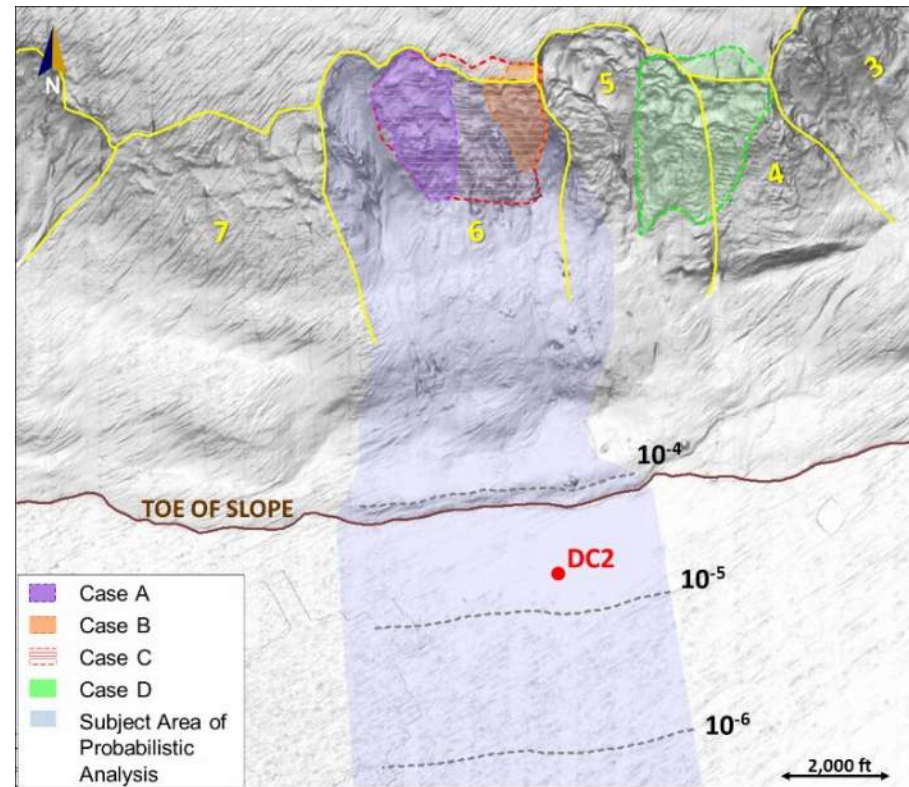 N
3
5
4
7
6
10-4
TOE OF SLOPE
DC2
10-5
Case A
Case B
Case C
Case D
Subject Area of
Probabilistic
Analysis
10-6
2,000 ft